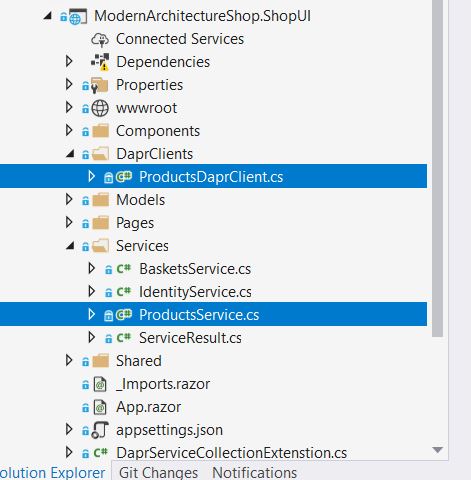 ModernArchitectureShop.ShopUI
Connected Services
Dependencies
Properties
wwwroot
Components
DaprClients
C# ProductsDaprClient.cs
Models
Pages
Services
C# BasketsService.cs
C# IdentityService.cs
C# ProductsService.cs
C# ServiceResult.cs
Shared
@ _Imports.razor
@ App.razor
appsettings.json
C# DaprServiceCollectionExtenstion.cs
olution Explorer Git Changes Notifications